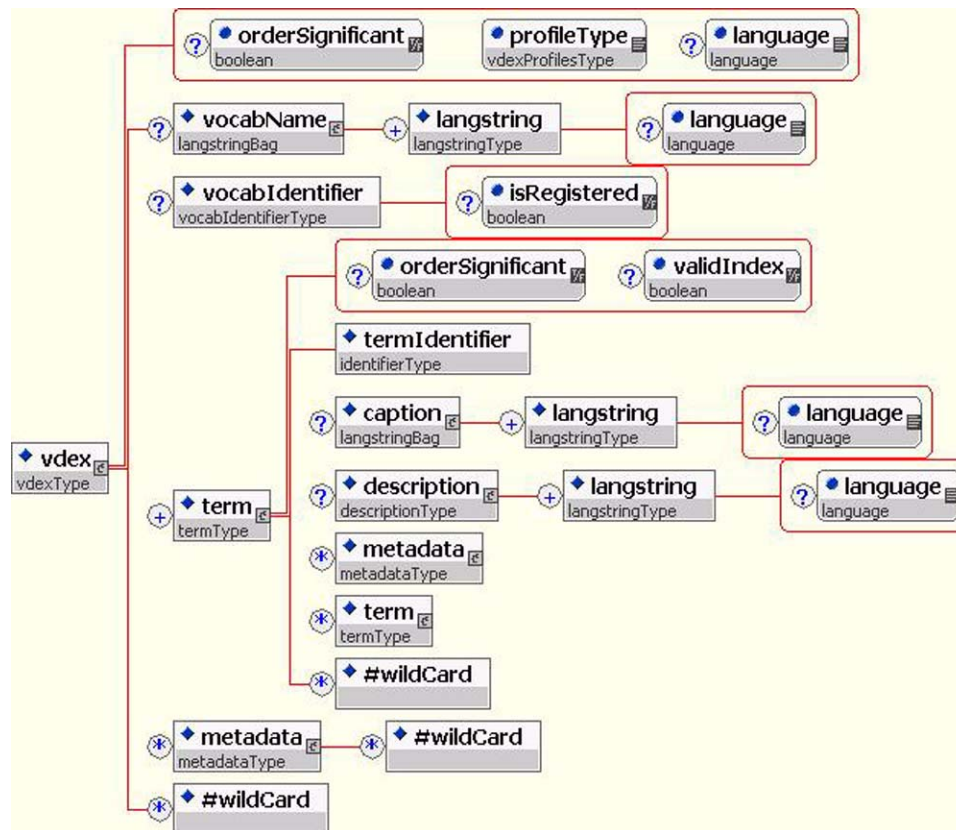 orderSignificant
boolean
profileType
vdexProfilesType
? language
language
? vocabName
langstringBag
+ langstring
langstringType
? language
language
? vocabIdentifier
vocabIdentifierType
? isRegistered
boolean
? orderSignificant
boolean
? validIndex
boolean
termIdentifier
identifierType
? caption
langstringBag
+ langstring
langstringType
? language
language
vdex
vdexType
+ term
termType
? description
descriptionType
+ langstring
langstringType
? language
language
* metadata
metadataType
* term
termType
* #wildCard
* metadata
metadataType
* #wildCard
* #wildCard